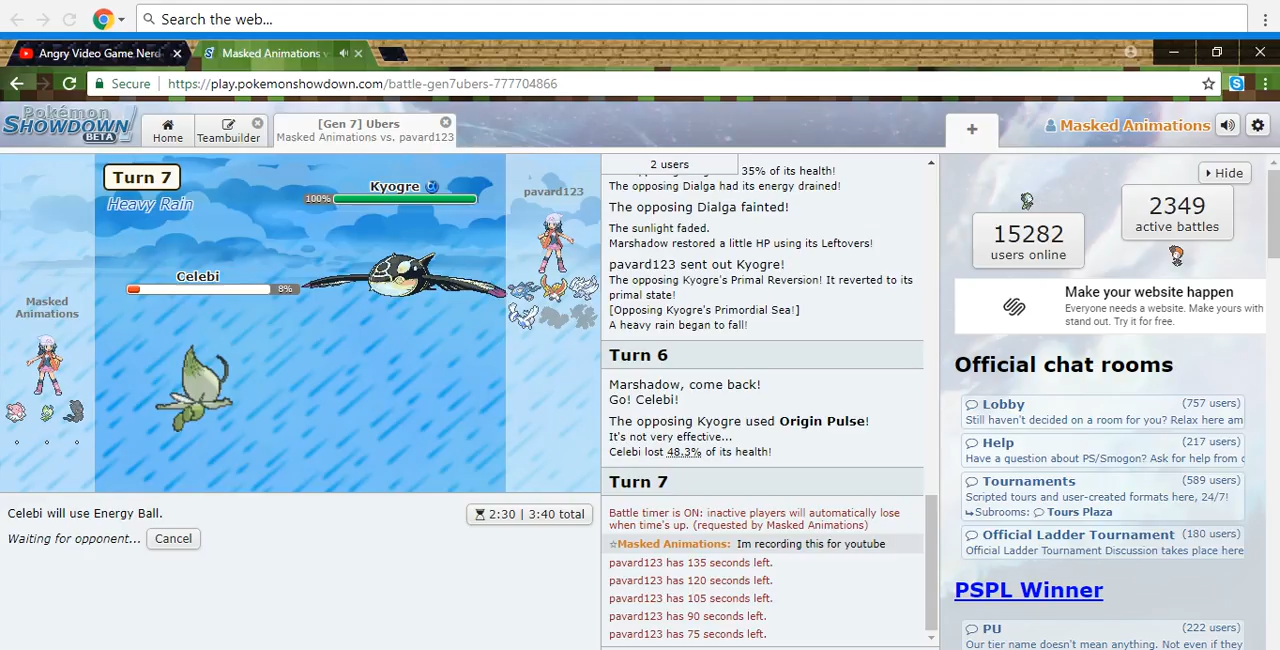 Search the web...
Angry Video Game Nerd
Masked Animations v
Secure
https://play.pokemonshowdown.com/battle-gen7ubers-777704866
Pokémon
SHOWDOWN
BETA
Home
Teambuilder
[Gen 7] Ubers
Masked Animations vs. pavard123
Masked Animations
Turn 7
Heavy Rain
Kyogre
100%
pavard123
Celebi
8%
Masked
Animations
Celebi will use Energy Ball.
2:30 | 3:40 total
Waiting for opponent...
Cancel
2 users
35% of its health!
The opposing Dialga had its energy drained!
The opposing Dialga fainted!
The sunlight faded.
Marshadow restored a little HP using its Leftovers!
pavard123 sent out Kyogre!
The opposing Kyogre's Primal Reversion! It reverted to its
primal state!
[Opposing Kyogre's Primordial Sea!]
A heavy rain began to fall!
Turn 6
Marshadow, come back!
Go! Celebi!
The opposing Kyogre used Origin Pulse!
It's not very effective...
Celebi lost 48.3% of its health!
Turn 7
Battle timer is ON: inactive players will automatically lose
when time's up. (requested by Masked Animations)
☆Masked Animations: Im recording this for youtube
pavard123 has 135 seconds left.
pavard123 has 120 seconds left.
pavard123 has 105 seconds left.
pavard123 has 90 seconds left.
pavard123 has 75 seconds left.
Hide
15282
users online
2349
active battles
Make your website happen
Everyone needs a website. Make yours with
stand out. Try it for free.
Official chat rooms
Lobby (757 users)
Still haven't decided on a room for you? Relax here am
Help (217 users)
Have a question about PS/Smogon? Ask for help from
Tournaments (589 users)
Scripted tours and user-created formats here, 24/7!
↳Subrooms: Tours Plaza
Official Ladder Tournament (180 users)
Official Ladder Tournament Discussion takes place here
PSPL Winner
PU (222 users)
Our tier name doesn't mean anything. Not even if they